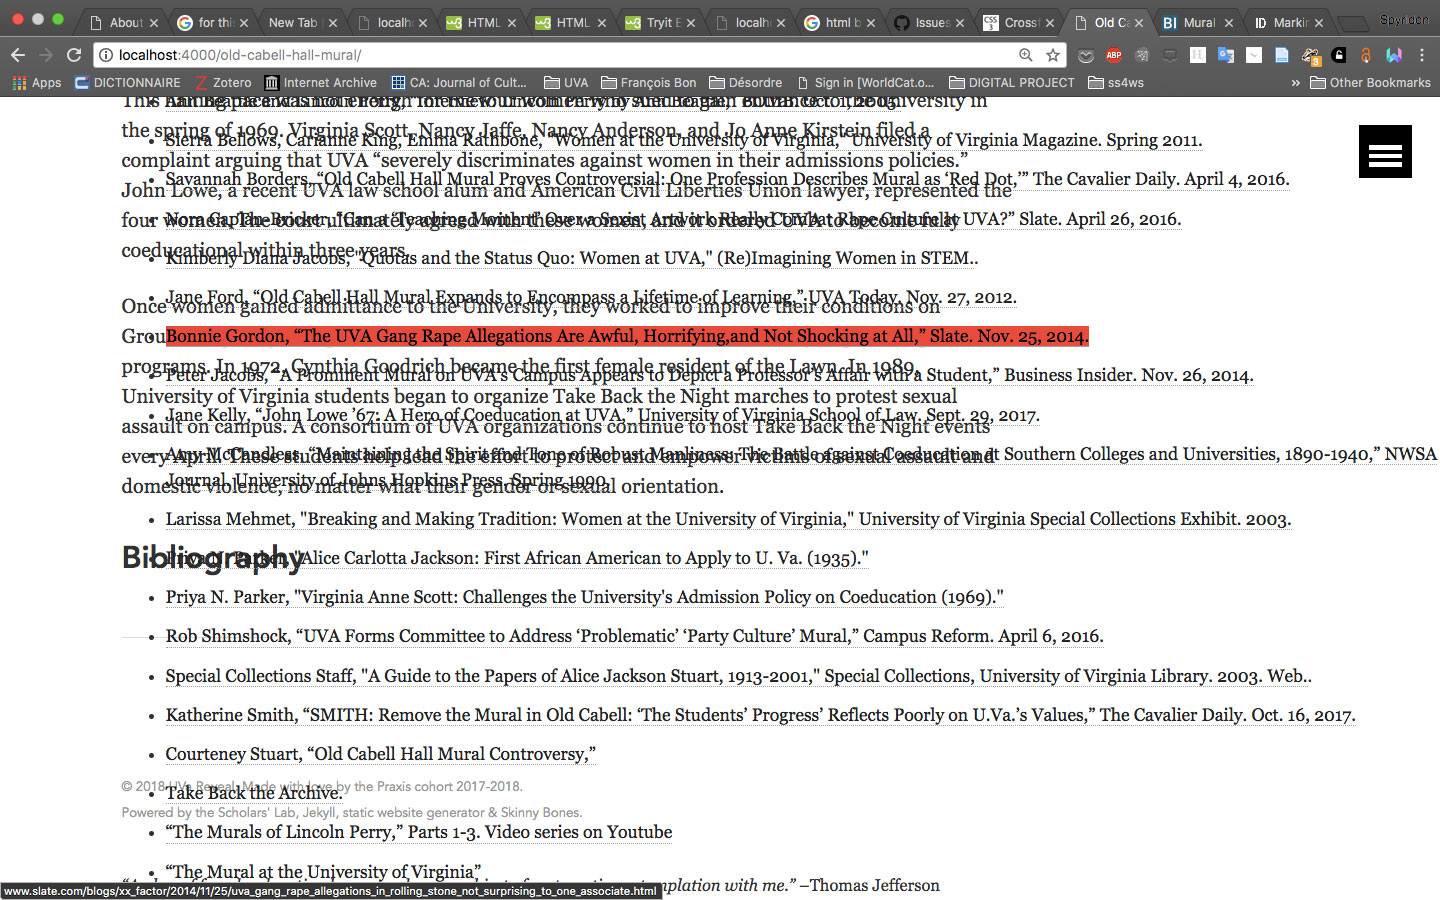 About
for thi
New Tab
localh
HTML
HTML
Tryit E
localh
html b
Issues
Cross
Old C
Mural
Markin
Spyridon
localhost:4000/old-cabell-hall-mural/
Apps
DICTIONNAIRE
Zotero
Internet Archive
CA: Journal of Cult...
UVA
François Bon
Désordre
Sign in [WorldCat.o...
DIGITAL PROJECT
ss4ws
»
Other Bookmarks
the spring of 1969. Virginia Scott, Nancy Jaffe, Nancy Anderson, and Jo Anne Kirstein filed a
Sierra Bellows, Carianne King, Emma Rathbone, “Women at the University of Virginia,” University of Virginia Magazine. Spring 2011.
complaint arguing that UVA “severely discriminates against women in their admissions policies.”
Savannah Borders, “Old Cabell Hall Mural Proves Controversial: One Profession Describes Mural as ‘Red Dot,’” The Cavalier Daily. April 4, 2016.
John Lowe, a recent UVA law school alum and American Civil Liberties Union lawyer, represented the
Nora Caplan-Bricker, "Can a ‘Teaching Moment’ Over a Sexist Artwork Really Combat Rape Culture at UVA?” Slate. April 26, 2016.
four women. The court ultimately agreed with these women, and it ordered UVA to become fully
coeducational within three years.
Kimberly Diana Jacobs, "Quotas and the Status Quo: Women at UVA," (Re)Imagining Women in STEM..
Jane Ford, “Old Cabell Hall Mural Expands to Encompass a Lifetime of Learning,” UVA Today. Nov. 27, 2012.
Once women gained admittance to the University, they worked to improve their conditions on
Grou
Bonnie Gordon, “The UVA Gang Rape Allegations Are Awful, Horrifying,and Not Shocking at All,” Slate. Nov. 25, 2014.
programs. In 1972, Cynthia Goodrich became the first female resident of the Lawn. In 1989,
Peter Jacobs, “A Prominent Mural on UVA's Campus Appears to Depict a Professor's Affair with a Student,” Business Insider. Nov. 26, 2014.
University of Virginia students began to organize Take Back the Night marches to protest sexual
Jane Kelly, “John Lowe ’67: A Hero of Coeducation at UVA,” University of Virginia School of Law. Sept. 29, 2017.
assault on campus. A consortium of UVA organizations continue to host Take Back the Night events
Amy McCandless, “Maintaining the Spirit and Tone of Robust Manliness: The Battle against Coeducation at Southern Colleges and Universities, 1890-1940,” NWSA
every April. These students help lead the effort to protect and empower victims of sexual assault and
Journal, University of Johns Hopkins Press, Spring 1990.
domestic violence, no matter what their gender or sexual orientation.
Larissa Mehmet, "Breaking and Making Tradition: Women at the University of Virginia," University of Virginia Special Collections Exhibit. 2003.
Bibliography
Priya N. Parker, "Alice Carlotta Jackson: First African American to Apply to U. Va. (1935)."
Priya N. Parker, "Virginia Anne Scott: Challenges the University's Admission Policy on Coeducation (1969)."
Rob Shimshock, “UVA Forms Committee to Address ‘Problematic’ ‘Party Culture’ Mural,” Campus Reform. April 6, 2016.
Special Collections Staff, "A Guide to the Papers of Alice Jackson Stuart, 1913-2001," Special Collections, University of Virginia Library. 2003. Web..
Katherine Smith, “SMITH: Remove the Mural in Old Cabell: ‘The Students’ Progress’ Reflects Poorly on U.Va.’s Values,” The Cavalier Daily. Oct. 16, 2017.
Courteney Stuart, “Old Cabell Hall Mural Controversy,”
© 2018 UVa Reveal. Made with love by the Praxis cohort 2017-2018.
Take Back the Archive.
Powered by the Scholars' Lab, Jekyll, static website generator & Skinny Bones.
“The Murals of Lincoln Perry,” Parts 1-3. Video series on Youtube
“The Mural at the University of Virginia”
templation with me.” –Thomas Jefferson
www.slate.com/blogs/xx_factor/2014/11/25/uva_gang_rape_allegations_in_rolling_stone_not_surprising_to_one_associate.html